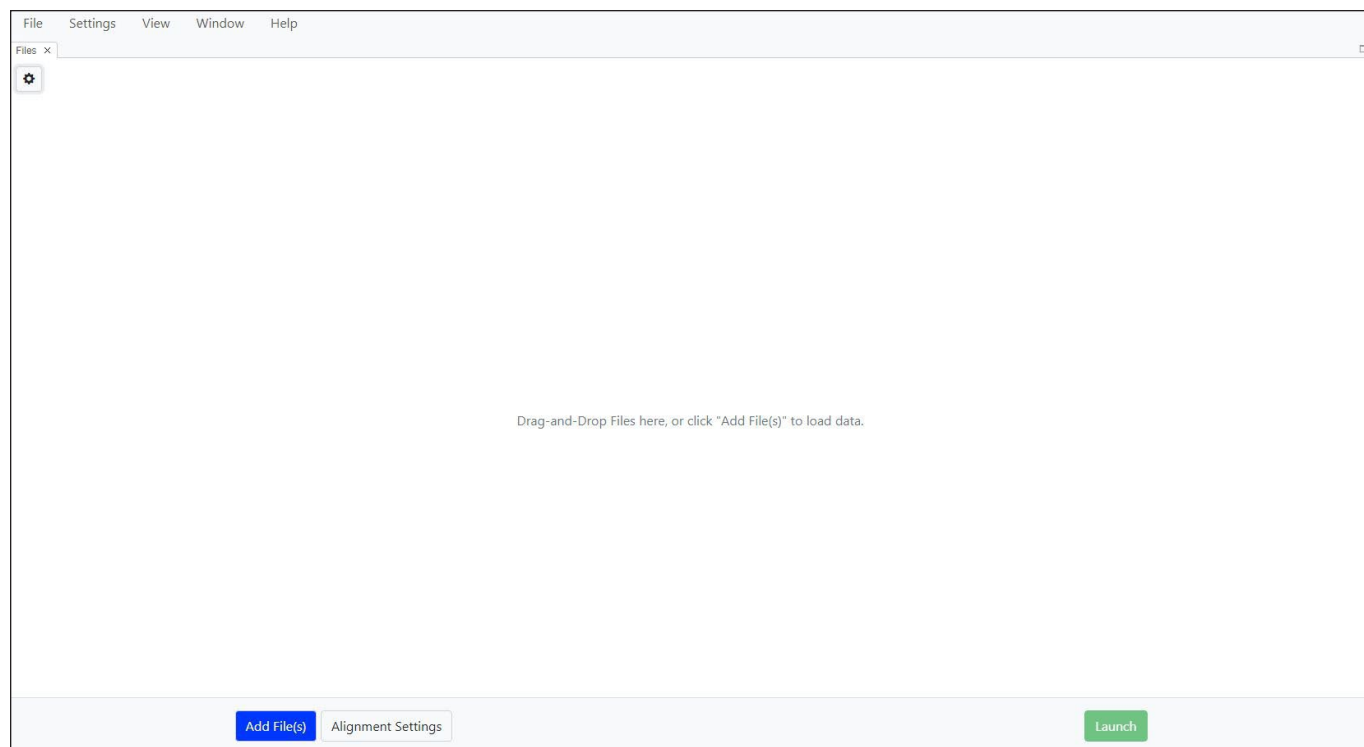 File Settings View Window Help
Files ×
Drag-and-Drop Files here, or click "Add File(s)" to load data.
Add File(s) Alignment Settings Launch